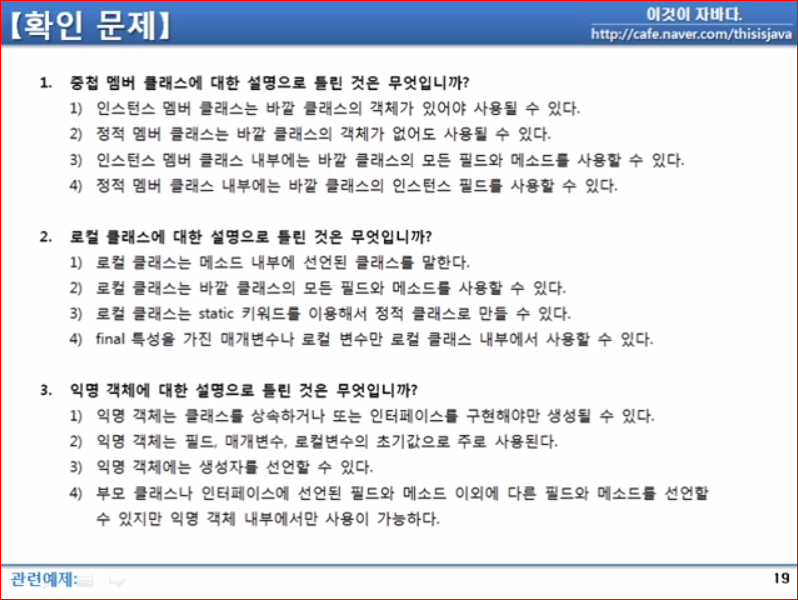 【확인 문제】
이것이 자바다.
http://cafe.naver.com/thisisjava
1. 중첩 멤버 클래스에 대한 설명으로 틀린 것은 무엇입니까?
1) 인스턴스 멤버 클래스는 바깥 클래스의 객체가 있어야 사용될 수 있다.
2) 정적 멤버 클래스는 바깥 클래스의 객체가 없어도 사용될 수 있다.
3) 인스턴스 멤버 클래스 내부에는 바깥 클래스의 모든 필드와 메소드를 사용할 수 있다.
4) 정적 멤버 클래스 내부에는 바깥 클래스의 인스턴스 필드를 사용할 수 있다.
2. 로컬 클래스에 대한 설명으로 틀린 것은 무엇입니까?
1) 로컬 클래스는 메소드 내부에 선언된 클래스를 말한다.
2) 로컬 클래스는 바깥 클래스의 모든 필드와 메소드를 사용할 수 있다.
3) 로컬 클래스는 static 키워드를 이용해서 정적 클래스로 만들 수 있다.
4) final 특성을 가진 매개변수나 로컬 변수만 로컬 클래스 내부에서 사용할 수 있다.
3. 익명 객체에 대한 설명으로 틀린 것은 무엇입니까?
1) 익명 객체는 클래스를 상속하거나 또는 인터페이스를 구현해야만 생성될 수 있다.
2) 익명 객체는 필드, 매개변수, 로컬변수의 초기값으로 주로 사용된다.
3) 익명 객체에는 생성자를 선언할 수 있다.
4) 부모 클래스나 인터페이스에 선언된 필드와 메소드 이외에 다른 필드와 메소드를 선언할
수 있지만 익명 객체 내부에서만 사용이 가능하다.
관련예제:
19